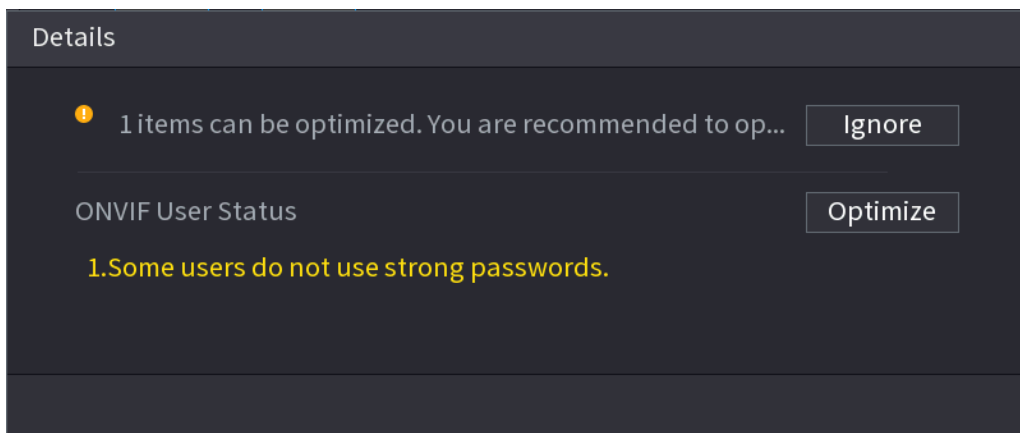 Details
1 items can be optimized. You are recommended to op...
Ignore
ONVIF User Status
Optimize
1.Some users do not use strong passwords.